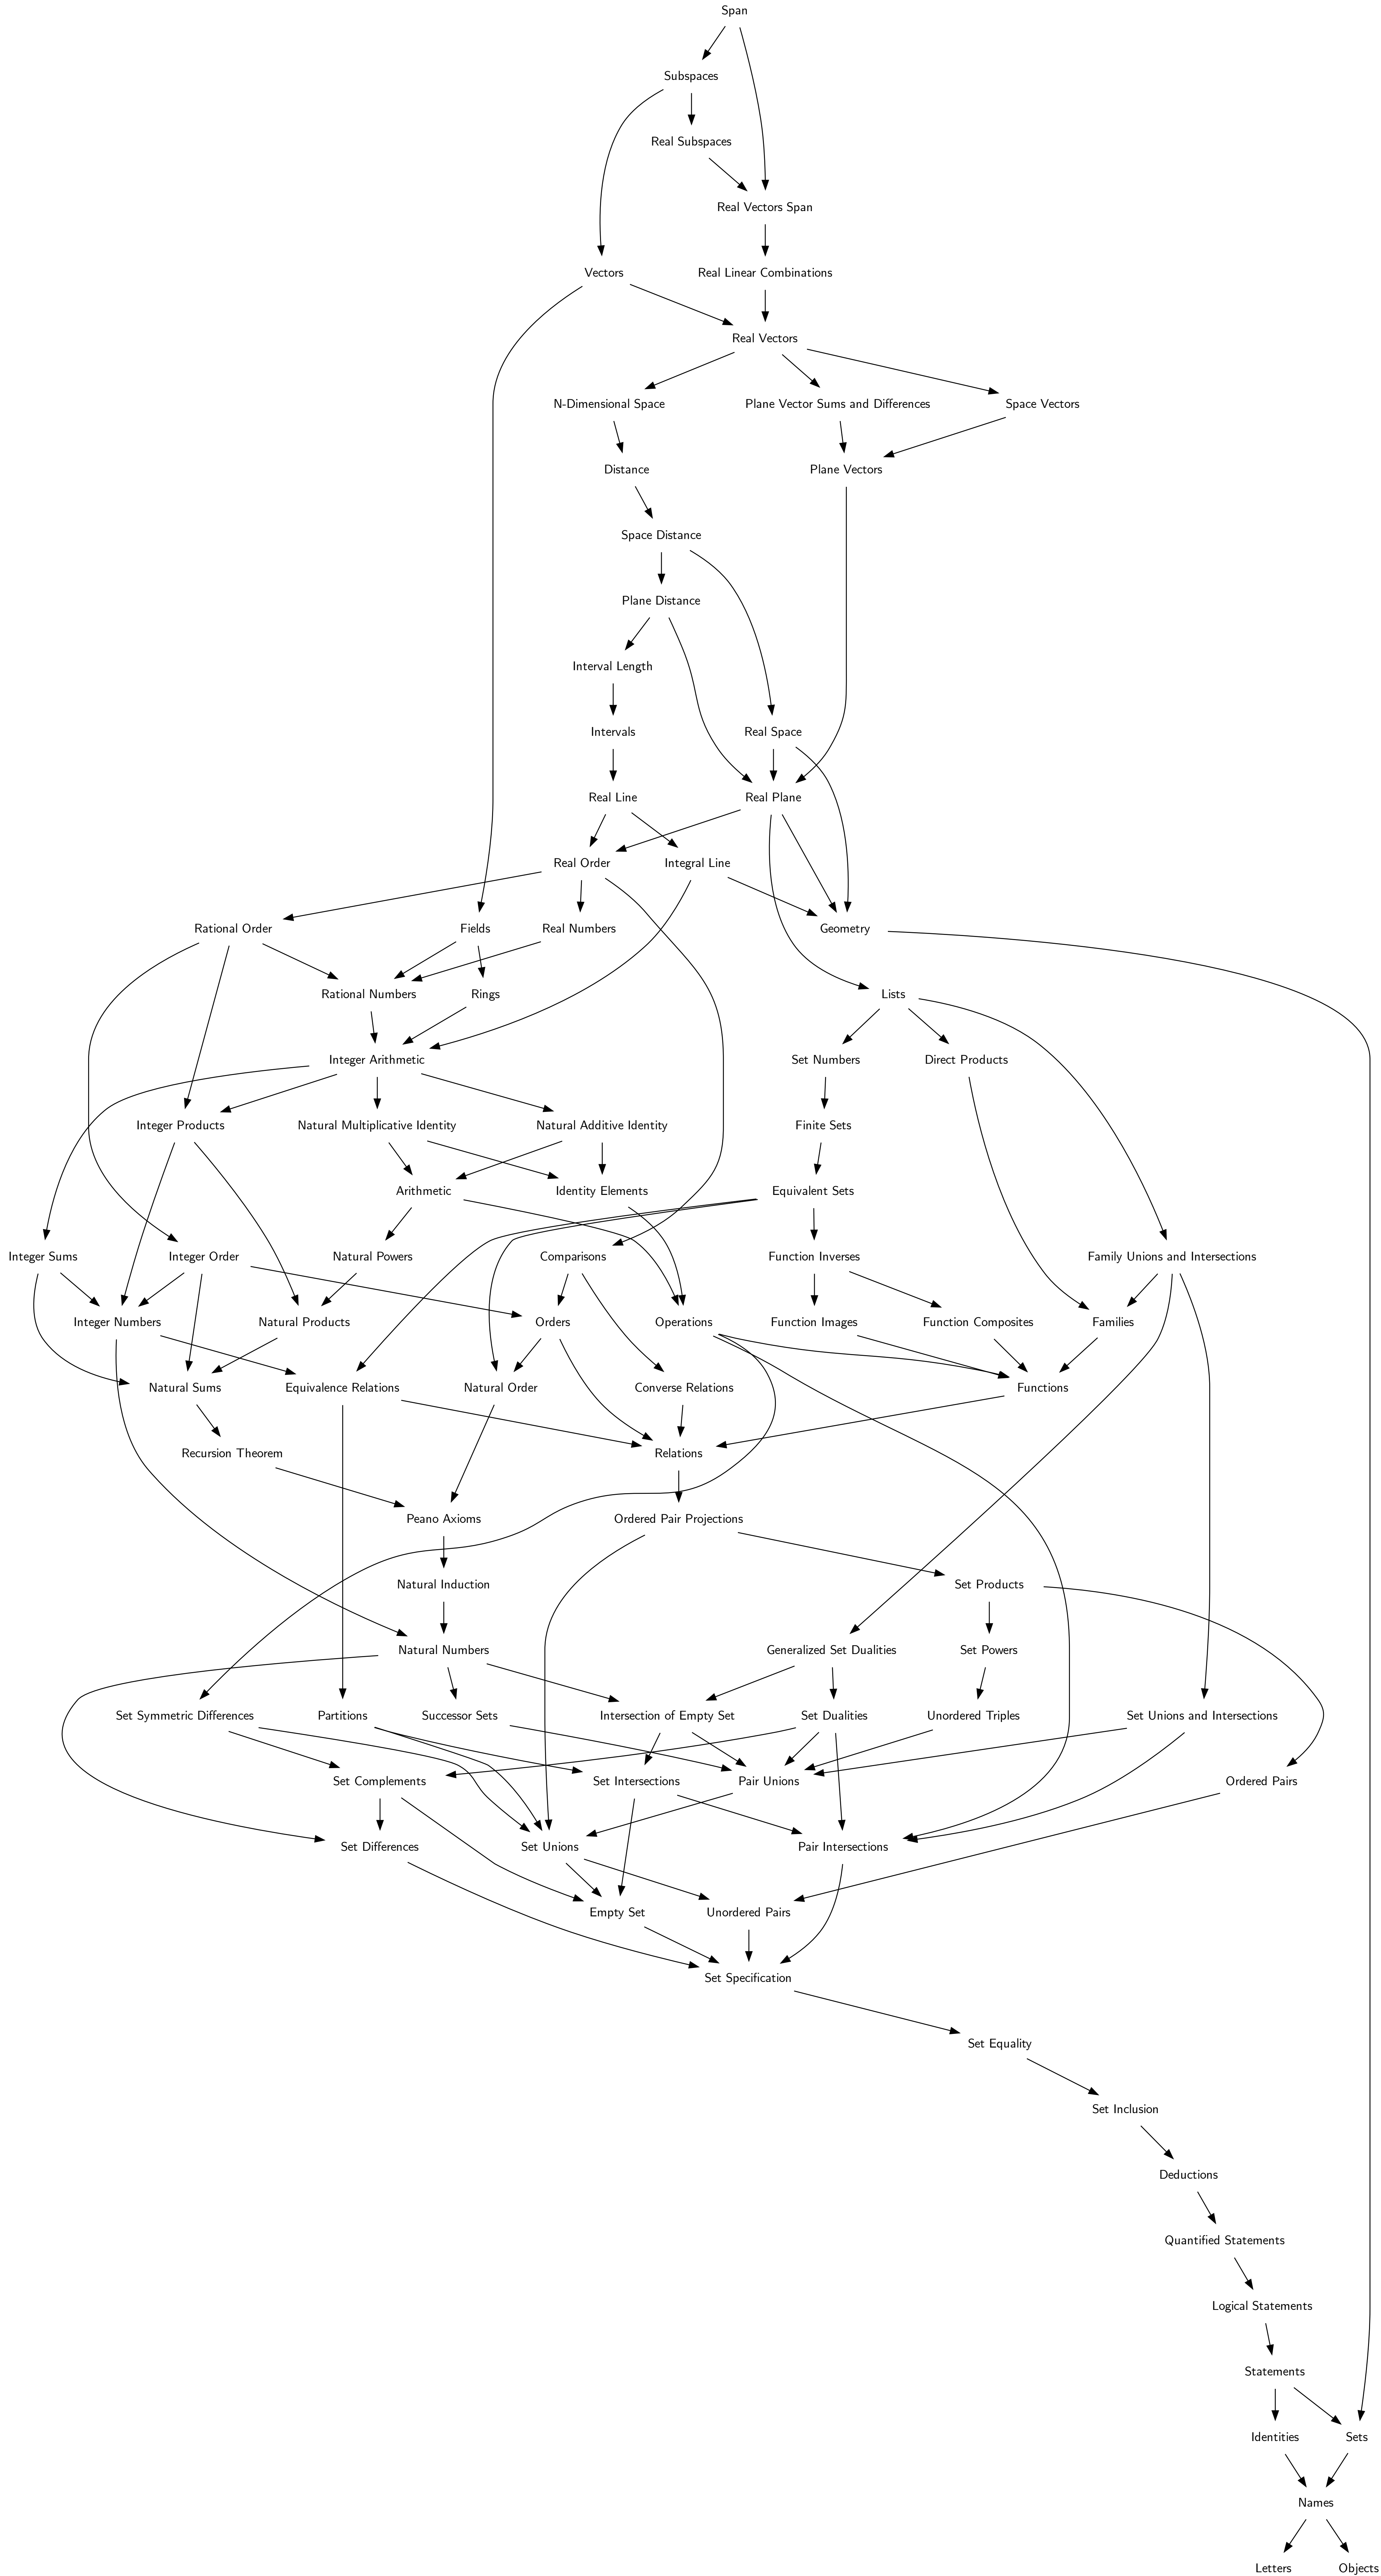 Span
Subspaces
Real Subspaces
Real Vectors Span
Vectors
Real Linear Combinations
Real Vectors
N-Dimensional Space
Plane Vector Sums and Differences
Space Vectors
Distance
Plane Vectors
Space Distance
Plane Distance
Interval Length
Intervals
Real Space
Real Line
Real Plane
Real Order
Integral Line
Rational Order
Fields
Real Numbers
Geometry
Rational Numbers
Rings
Lists
Integer Arithmetic
Set Numbers
Direct Products
Integer Products
Natural Multiplicative Identity
Natural Additive Identity
Finite Sets
Arithmetic
Identity Elements
Equivalent Sets
Integer Sums
Integer Order
Natural Powers
Comparisons
Function Inverses
Family Unions and Intersections
Integer Numbers
Natural Products
Orders
Operations
Function Images
Function Composites
Families
Natural Sums
Equivalence Relations
Natural Order
Converse Relations
Functions
Recursion Theorem
Relations
Peano Axioms
Ordered Pair Projections
Natural Induction
Set Products
Natural Numbers
Generalized Set Dualities
Set Powers
Set Symmetric Differences
Partitions
Successor Sets
Intersection of Empty Set
Set Dualities
Unordered Triples
Set Unions and Intersections
Set Complements
Set Intersections
Pair Unions
Ordered Pairs
Set Differences
Set Unions
Pair Intersections
Empty Set
Unordered Pairs
Set Specification
Set Equality
Set Inclusion
Deductions
Quantified Statements
Logical Statements
Statements
Identities
Sets
Names
Letters
Objects